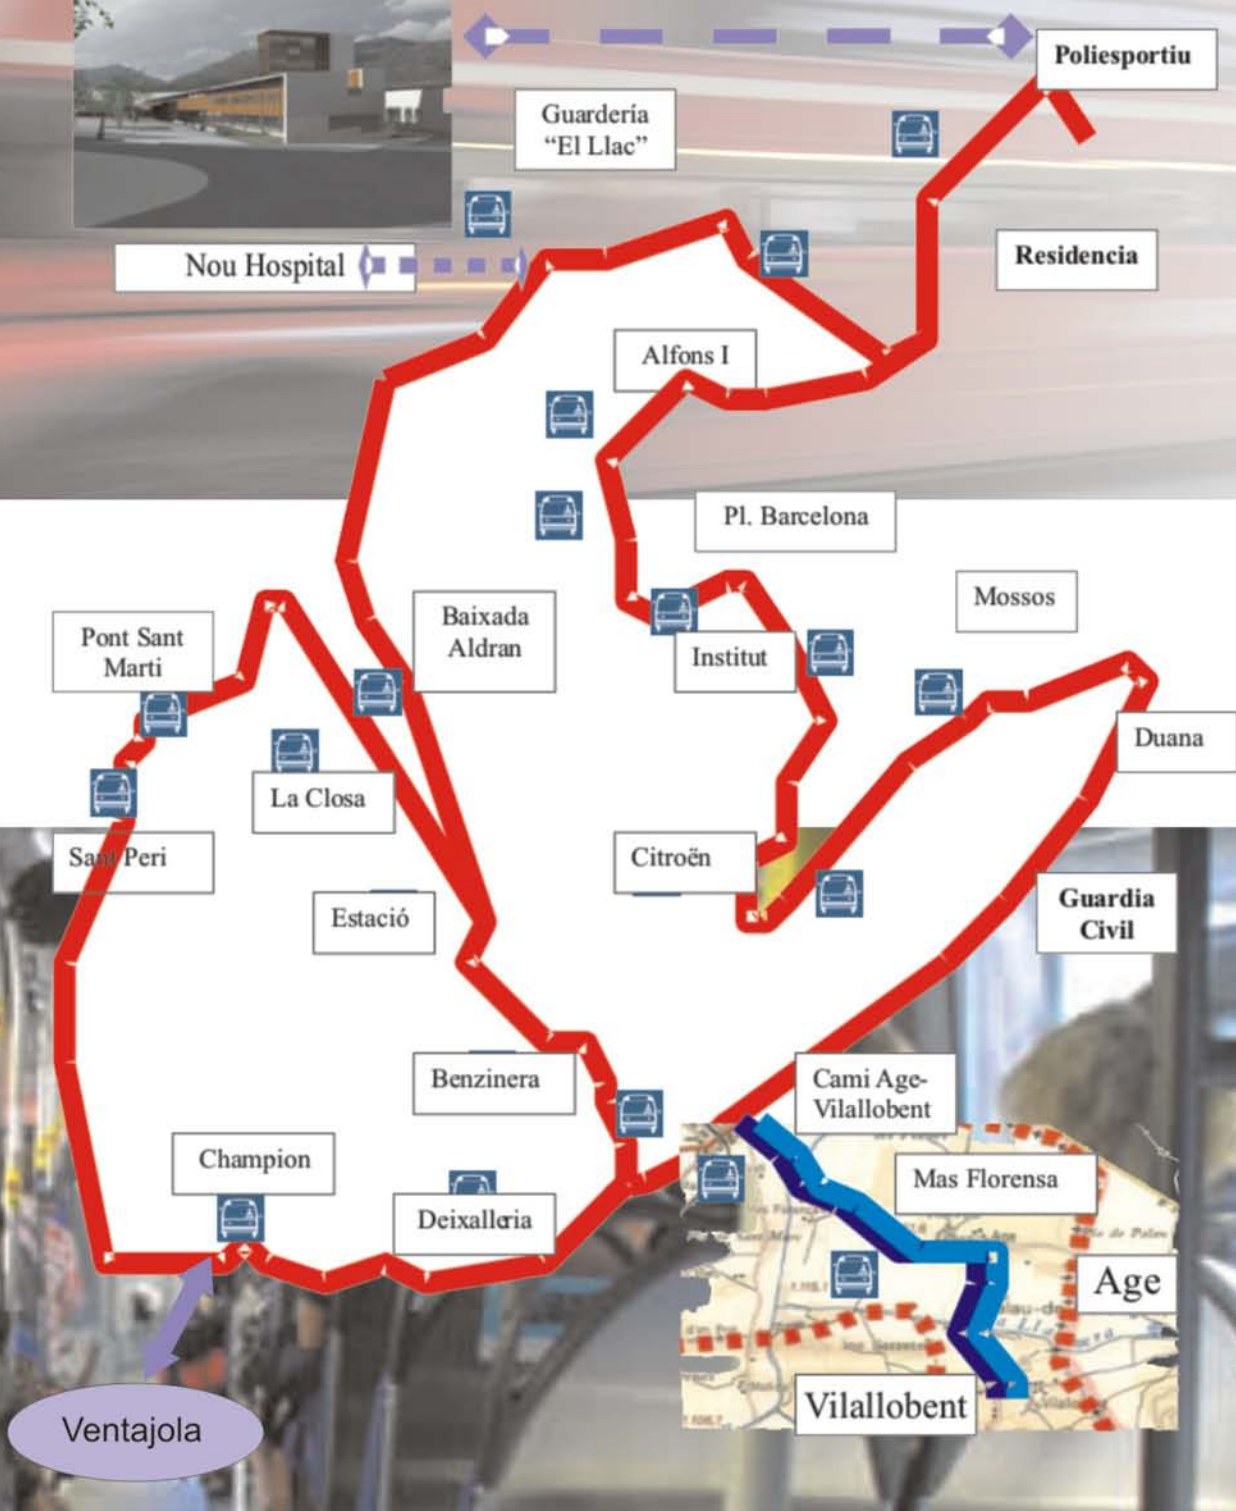 Poliesportiu
Guardería
“El Llac”
Residencia
Nou Hospital
Alfons I
Pl. Barcelona
Mossos
Baixada
Aldran
Pont Sant
Marti
Institut
Duana
La Closa
Citroën
Sant Peri
Guardia
Civil
Estació
Benzinera
Cami Age-
Vilallobent
Champion
Mas Florensa
Deixalleria
Age
Vilallobent
Ventajola